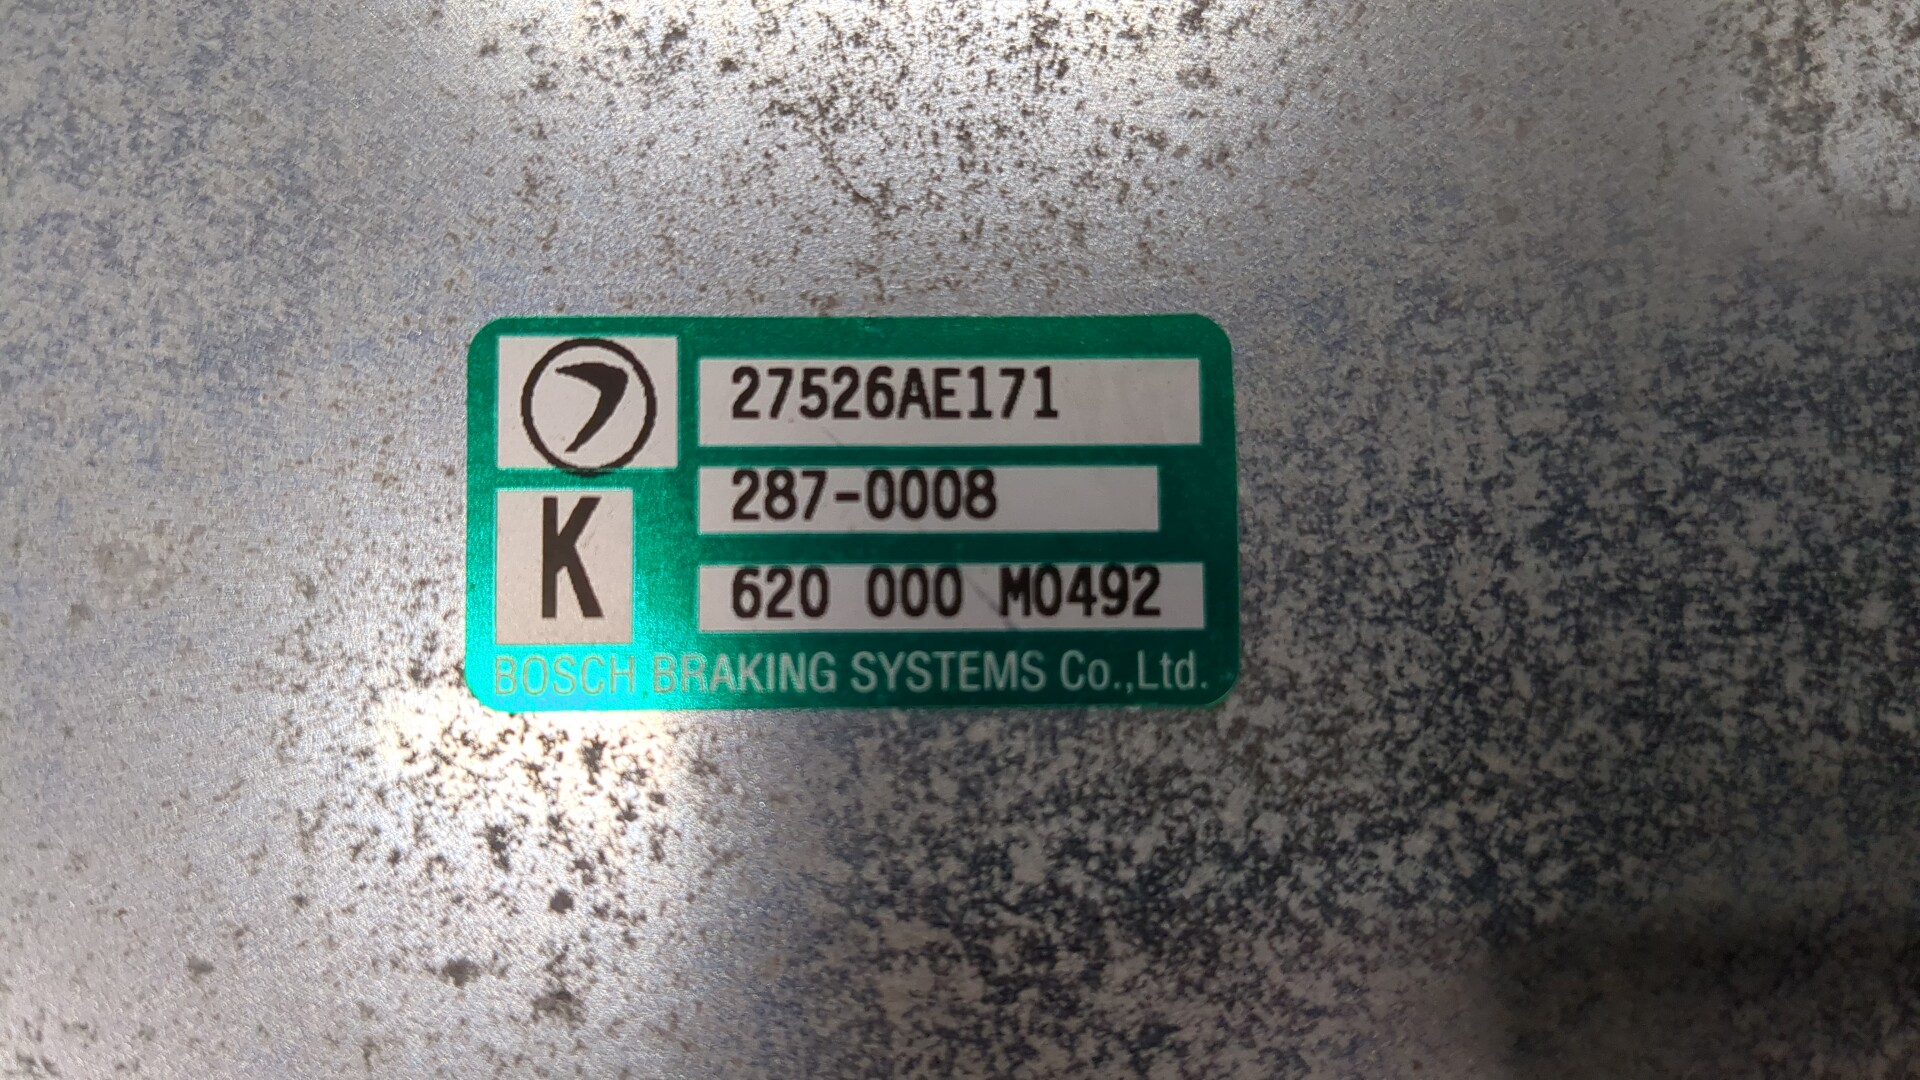 27526AE171
287-0008
K
620 000 M0492
BOSCH BRAKING SYSTEMS Co.,Ltd.